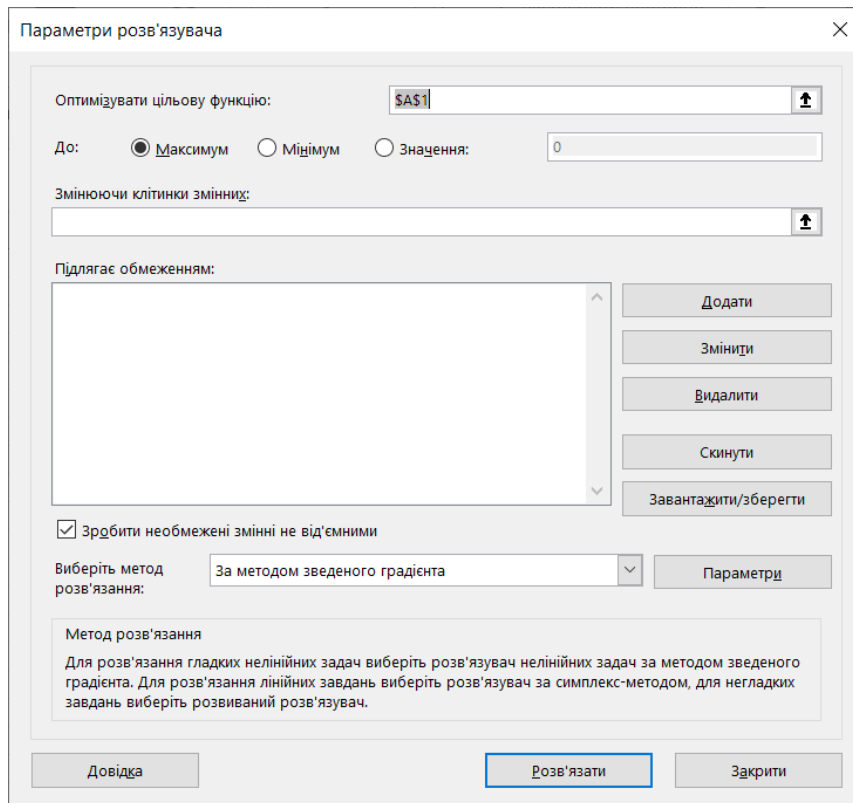 Параметри розв'язувача
Оптимізувати цільову функцію:
$A$1
До:
Максимум
Мінімум
Значення:
0
Змінюючи клітинки змінних:
Підлягає обмеженням:
Додати
Змінити
Видалити
Скинути
Завантажити/зберегти
Зробити необмежені змінні не від'ємними
Виберіть метод
розв'язання:
За методом зведеного градієнта
Параметри
Метод розв'язання
Для розв'язання гладких нелінійних задач виберіть розв'язувач нелінійних задач за методом зведеного
градієнта. Для розв'язання лінійних завдань виберіть розв'язувач за симплекс-методом, для негладких
завдань виберіть розвиваний розв'язувач.
Довідка
Розв'язати
Закрити